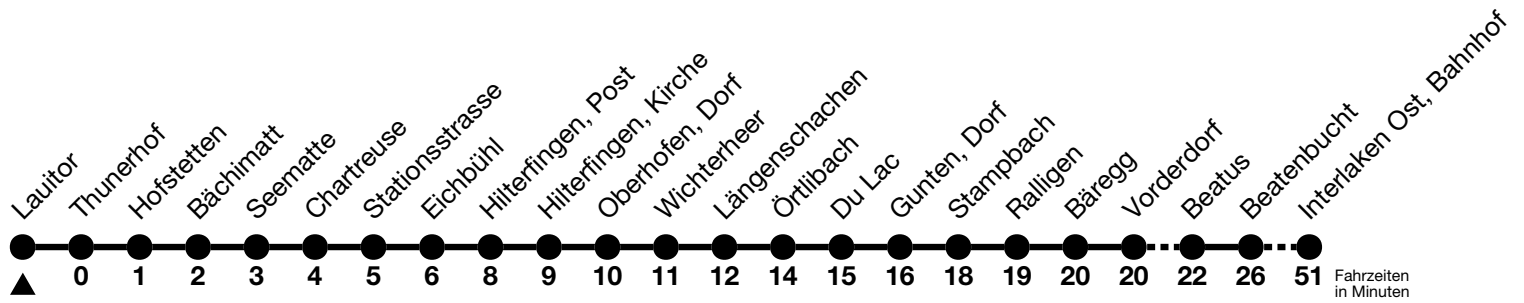 Lauitor
Thunerhof
Hofstetten
Bächimatt
Seematte
Chartreuse
Stationsstrasse
Eichbühl
Hilterfingen, Post
Hilterfingen, Kirche
Oberhofen, Dorf
Wichterheer
Längenschachen
Örtlibach
Du Lac
Gunten, Dorf
Stampbach
Ralligen
Bäregg
Vorderdorf
Beatus
Beatenbucht
Interlaken Ost, Bahnhof
0 1 2 3 4 5 6 8 9 10 11 12 14 15 16 18 19 20 20 22 26 51
Fahrzeiten
in Minuten